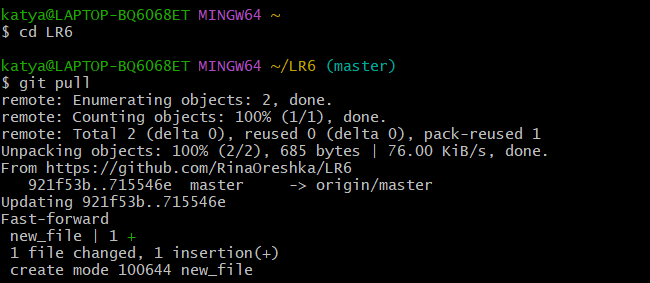 katya@LAPTOP-BQ6068ET MINGW64 ~
$ cd LR6
katya@LAPTOP-BQ6068ET MINGW64 ~/LR6 (master)
$ git pull
remote: Enumerating objects: 2, done.
remote: Counting objects: 100% (1/1), done.
remote: Total 2 (delta 0), reused 0 (delta 0), pack-reused 1
Unpacking objects: 100% (2/2), 685 bytes | 76.00 KiB/s, done.
From https://github.com/RinaOreshka/LR6
   921f53b..715546e  master     -> origin/master
Updating 921f53b..715546e
Fast-forward
 new_file | 1 +
 1 file changed, 1 insertion(+)
 create mode 100644 new_file